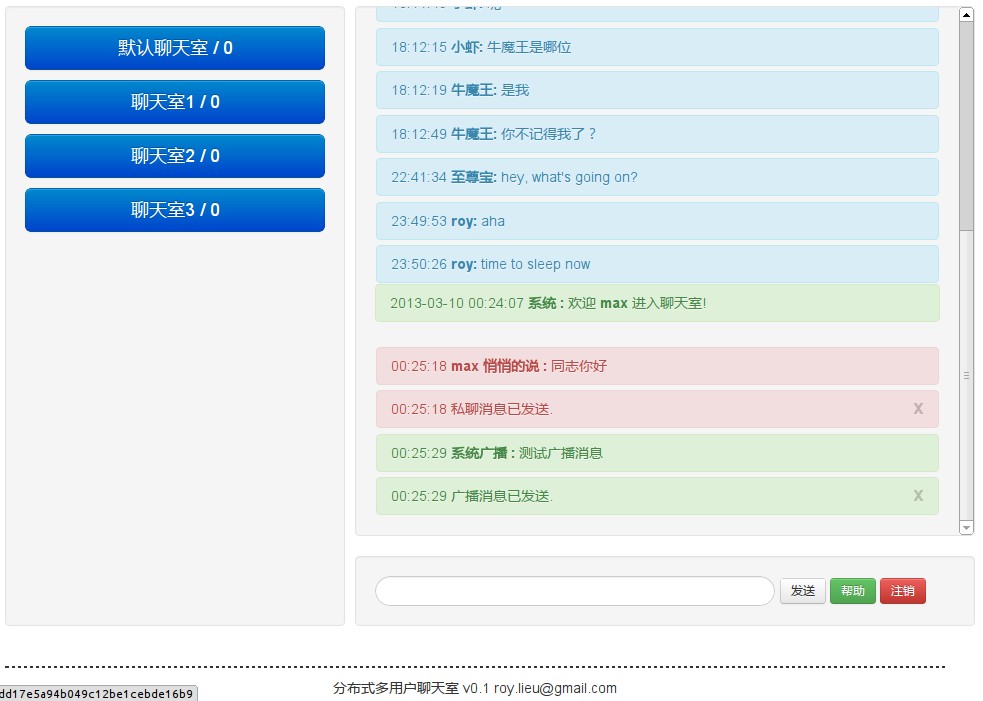 默认聊天室 / 0
聊天室1 / 0
聊天室2 / 0
聊天室3 / 0
18:12:15 小虾: 牛魔王是哪位
18:12:19 牛魔王: 是我
18:12:49 牛魔王: 你不记得我了？
22:41:34 至尊宝: hey, what's going on?
23:49:53 roy: aha
23:50:26 roy: time to sleep now
2013-03-10 00:24:07 系统 : 欢迎 max 进入聊天室!
00:25:18 max 悄悄的说 : 同志你好
00:25:18 私聊消息已发送. X
00:25:29 系统广播 : 测试广播消息
00:25:29 广播消息已发送. X
发送 帮助 注销
分布式多用户聊天室 v0.1 roy.lieu@gmail.com
dd17e5a94b049c12be1cebde16b9